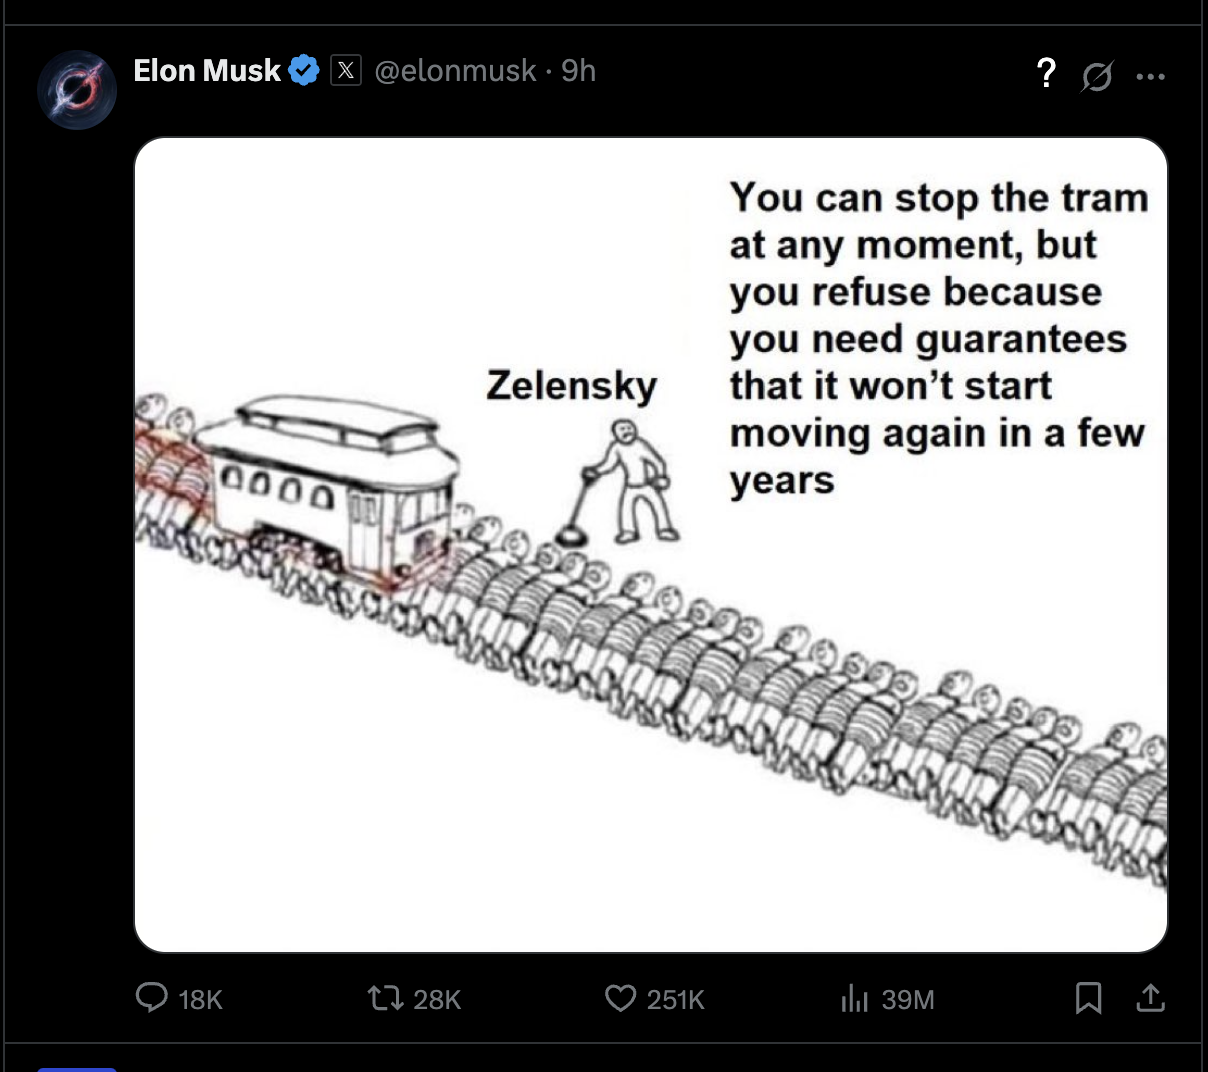 Elon Musk @elonmusk · 9h
You can stop the tram
at any moment, but
you refuse because
you need guarantees
that it won’t start
moving again in a few
years
Zelensky
18K 28K 251K 39M